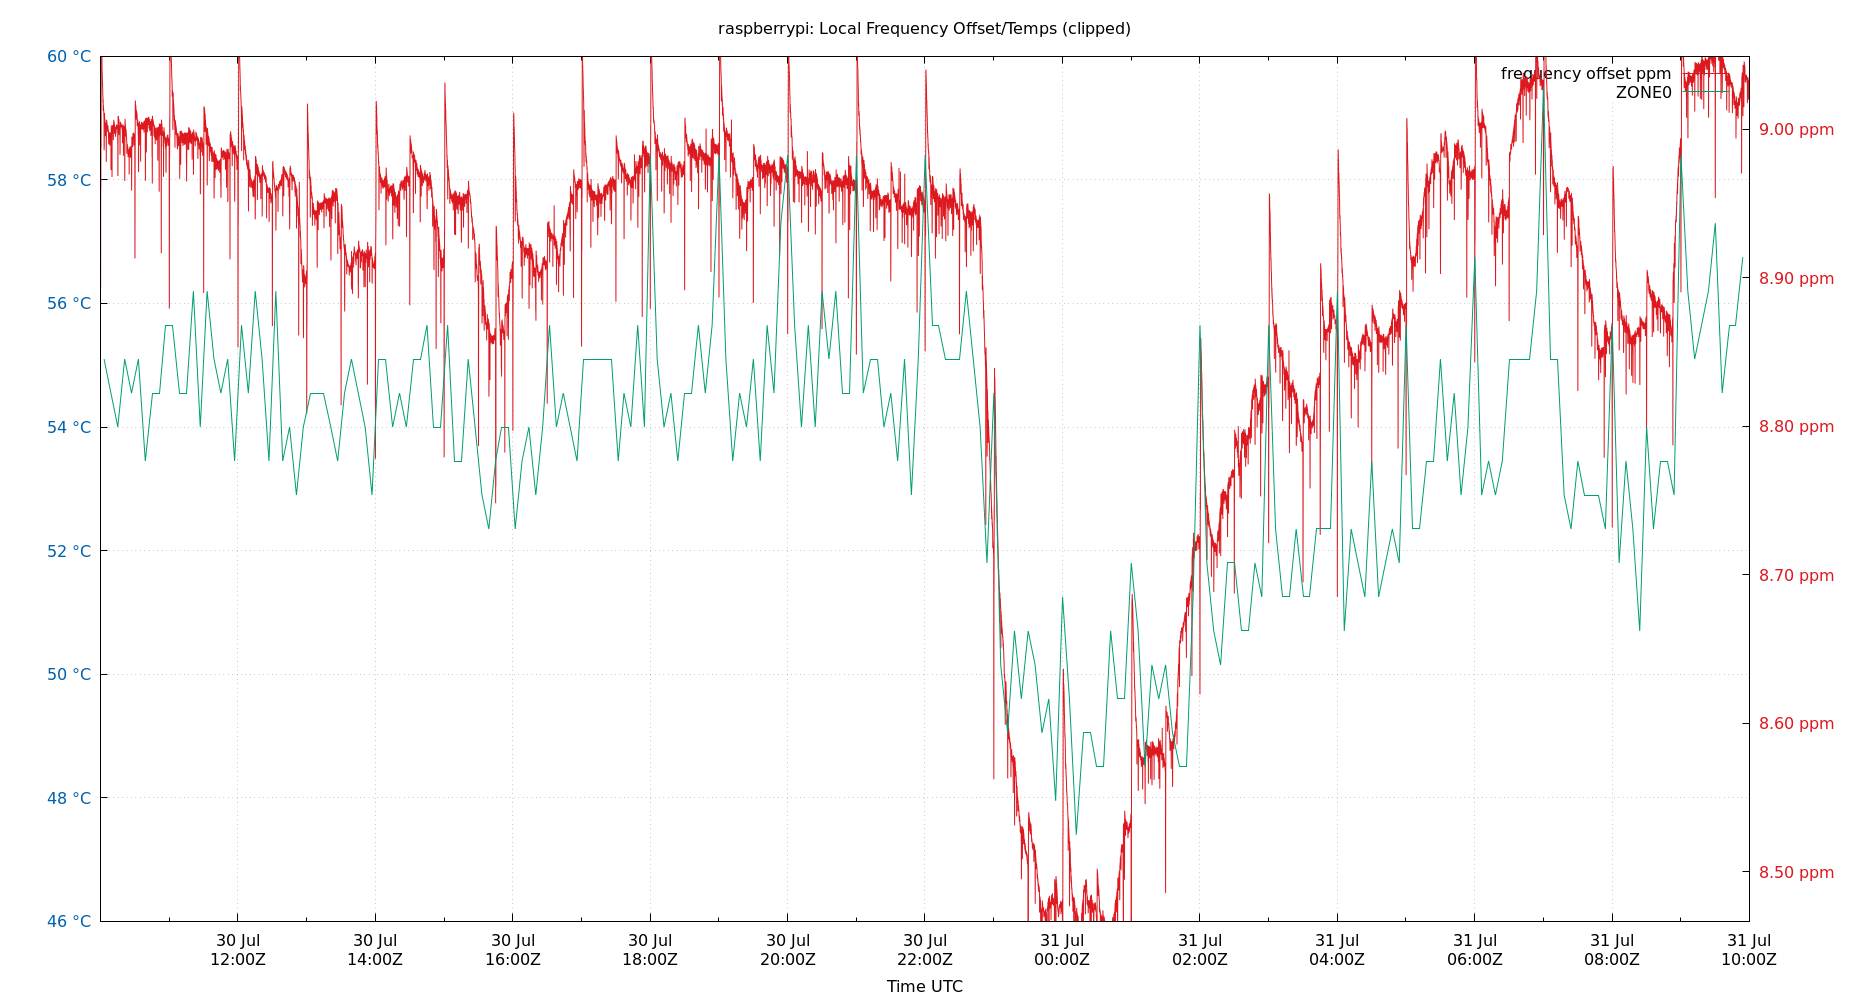 raspberrypi: Local Frequency Offset/Temps (clipped)
60 °C
58 °C
56 °C
54 °C
52 °C
50 °C
48 °C
46 °C
frequency offset ppm
ZONE0
9.00 ppm
8.90 ppm
8.80 ppm
8.70 ppm
8.60 ppm
8.50 ppm
30 Jul
12:00Z
30 Jul
14:00Z
30 Jul
16:00Z
30 Jul
18:00Z
30 Jul
20:00Z
30 Jul
22:00Z
31 Jul
00:00Z
31 Jul
02:00Z
31 Jul
04:00Z
31 Jul
06:00Z
31 Jul
08:00Z
31 Jul
10:00Z
Time UTC